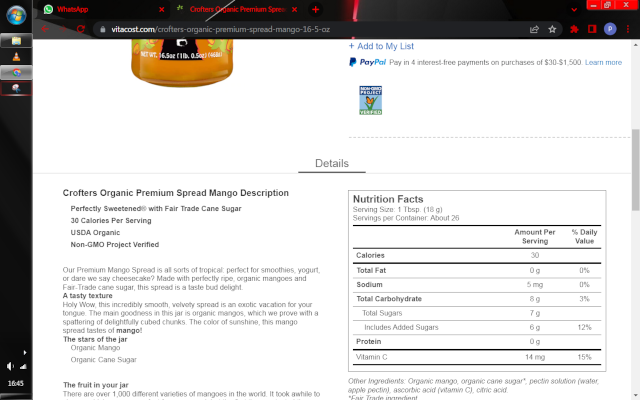 WhatsApp
Crofters Organic Premium Spre
vitacost.com/crofters-organic-premium-spread-mango-16-5-oz
P
NET WT. 16.5oz (1lb. 0.5oz) (468g)
+ Add to My List
PayPal Pay in 4 interest-free payments on purchases of $30-$1,500. Learn more
NON-GMO
PROJECT
VERIFIED
Details
Crofters Organic Premium Spread Mango Description
Perfectly Sweetened® with Fair Trade Cane Sugar
30 Calories Per Serving
USDA Organic
Non-GMO Project Verified
Our Premium Mango Spread is all sorts of tropical: perfect for smoothies, yogurt,
or dare we say cheesecake? Made with perfectly ripe, organic mangoes and
Fair-Trade cane sugar, this spread is a taste bud delight.
A tasty texture
Holy Wow, this incredibly smooth, velvety spread is an exotic vacation for your
tongue. The main goodness in this jar is organic mangos, which we prove with a
spattering of delightfully cubed chunks. The color of sunshine, this mango
spread tastes of mango!
The stars of the jar
Organic Mango
Organic Cane Sugar
The fruit in your jar
There are over 1,000 different varieties of mangoes in the world. It took awhile to
Nutrition Facts
Serving Size: 1 Tbsp. (18 g)
Servings per Container: About 26
Amount Per Serving % Daily Value
Calories 30
Total Fat 0 g 0%
Sodium 5 mg 0%
Total Carbohydrate 8 g 3%
Total Sugars 7 g
Includes Added Sugars 6 g 12%
Protein 0 g
Vitamin C 14 mg 15%
Other Ingredients: Organic mango, organic cane sugar*, pectin solution (water,
apple pectin), ascorbic acid (vitamin C), citric acid.
*Fair Trade ingredient
16:45